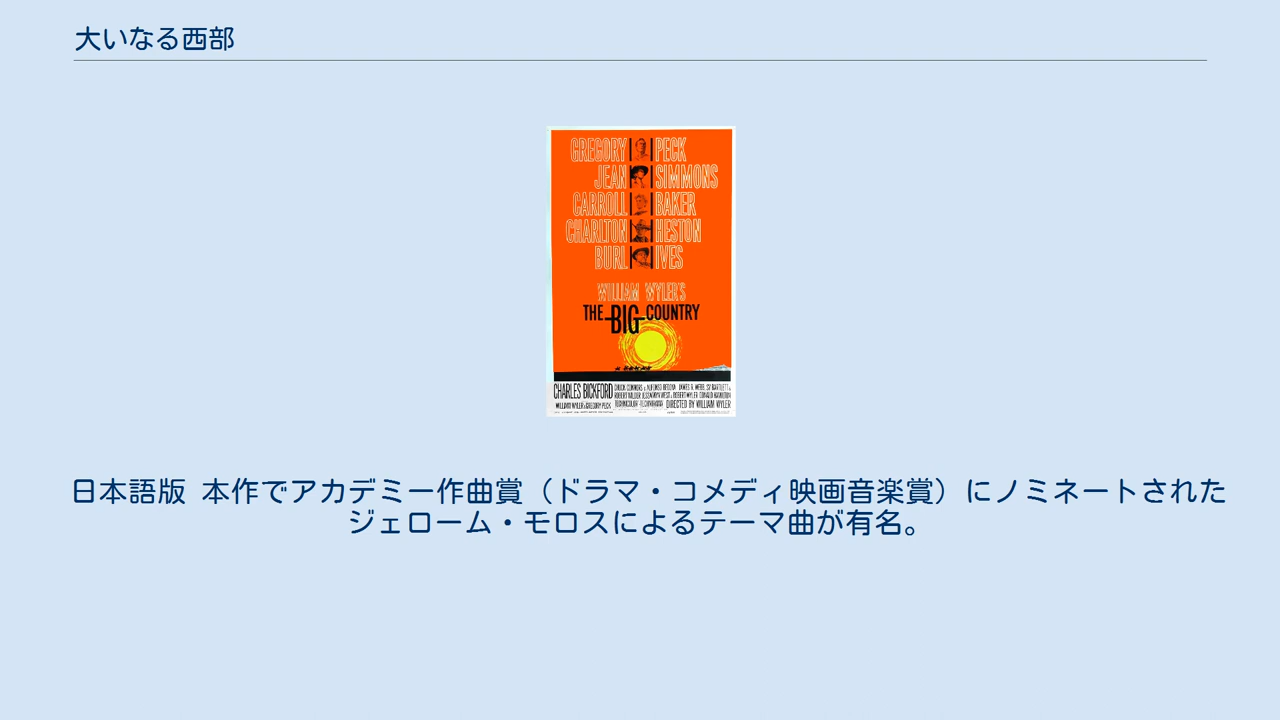 大いなる西部
GREGORY PECK
JEAN SIMMONS
CARROLL BAKER
CHARLTON HESTON
BURL IVES
WILLIAM WYLER'S
THE BIG COUNTRY
CHARLES BICKFORD
DIRECTED BY WILLIAM WYLER
日本語版 本作でアカデミー作曲賞（ドラマ・コメディ映画音楽賞）にノミネートされた
ジェローム・モロスによるテーマ曲が有名。